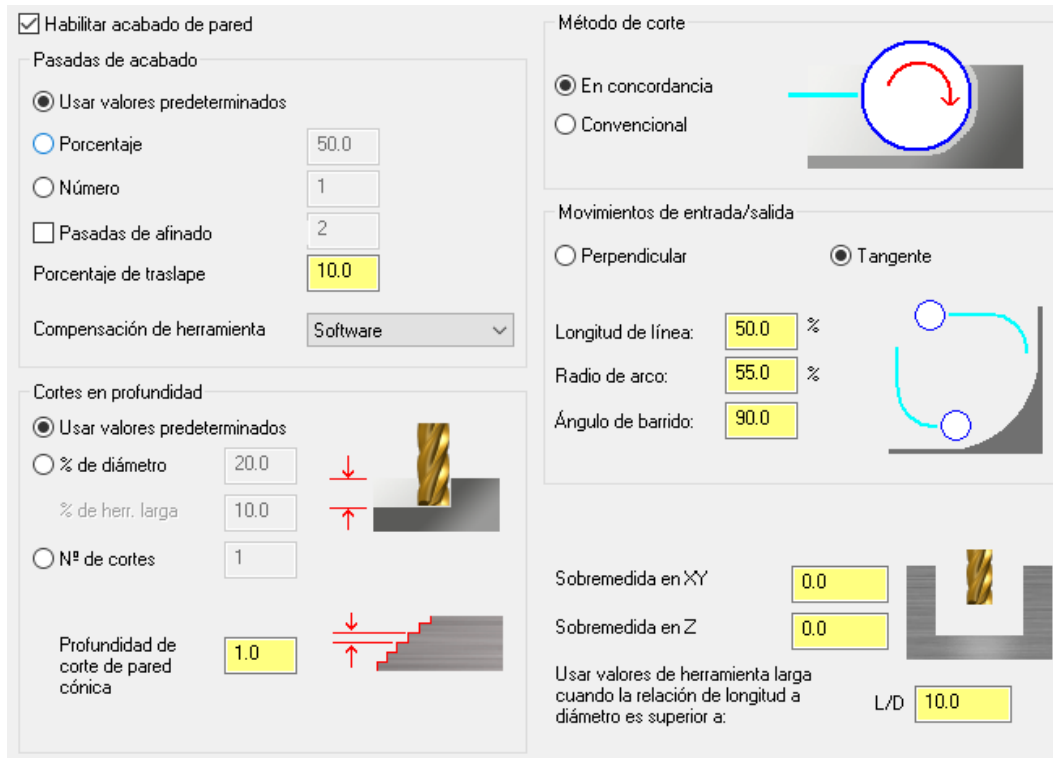 Habilitar acabado de pared
Pasadas de acabado
Usar valores predeterminados
Porcentaje 50.0
Número 1
Pasadas de afinado 2
Porcentaje de traslape 10.0
Compensación de herramienta Software
Cortes en profundidad
Usar valores predeterminados
% de diámetro 20.0
% de herr. larga 10.0
Nº de cortes 1
Profundidad de
corte de pared 1.0
cónica
Método de corte
En concordancia
Convencional
Movimientos de entrada/salida
Perpendicular Tangente
Longitud de línea: 50.0 %
Radio de arco: 55.0 %
Ángulo de barrido: 90.0
Sobremedida en XY 0.0
Sobremedida en Z 0.0
Usar valores de herramienta larga
cuando la relación de longitud a L/D 10.0
diámetro es superior a: